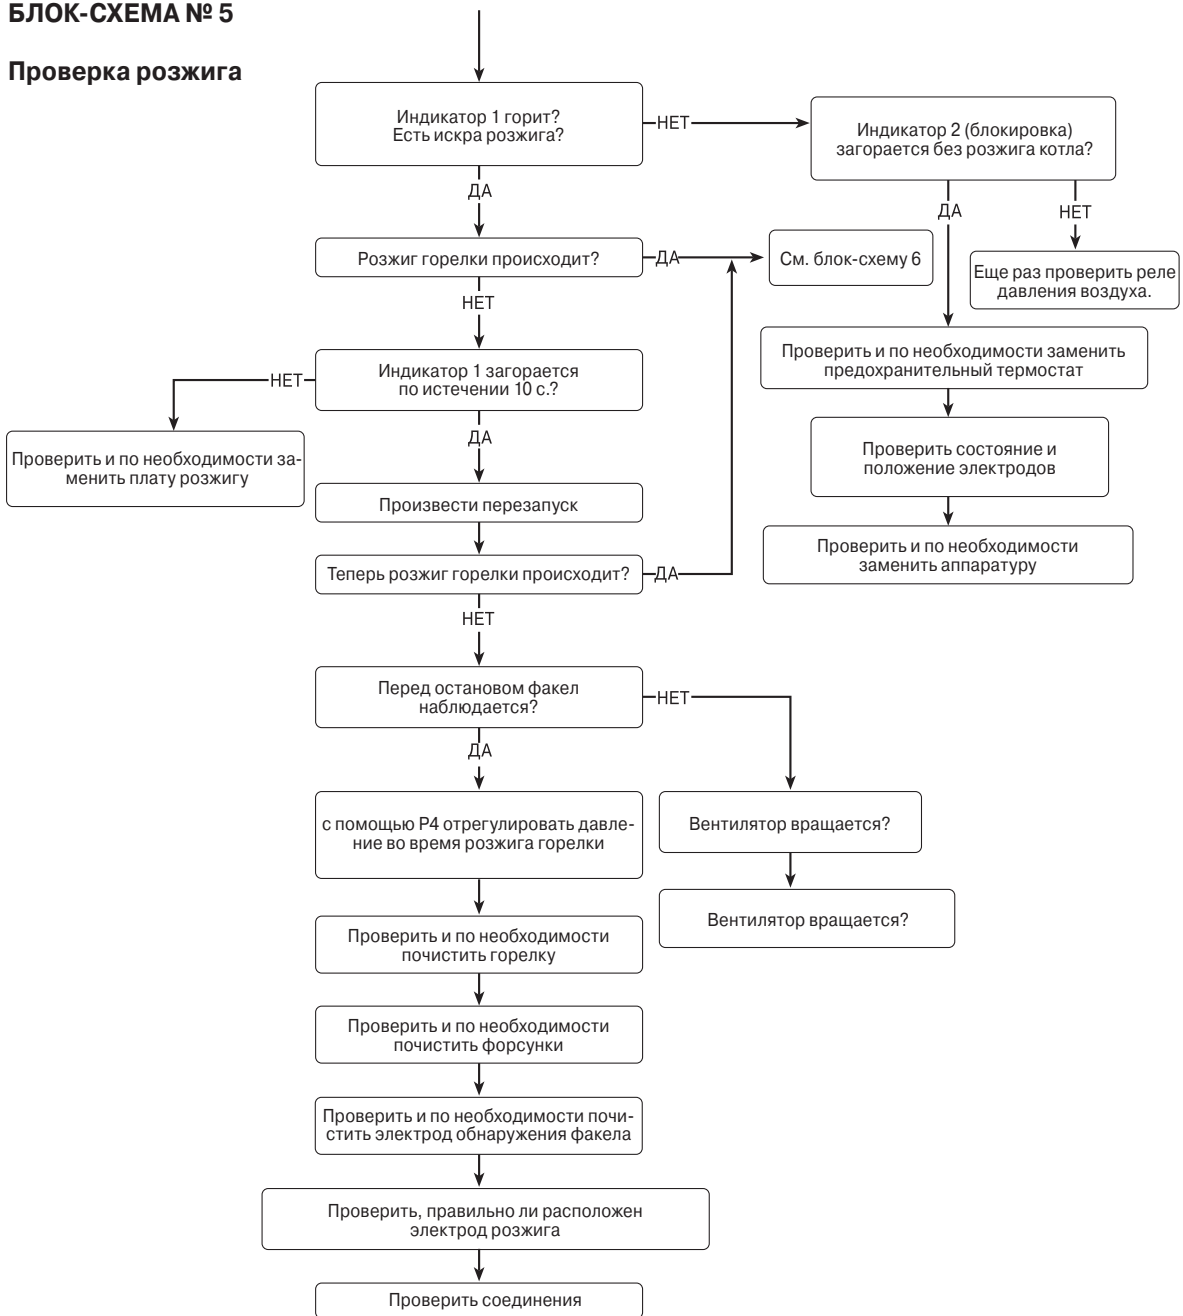 БЛОК-СХЕМА № 5
Проверка розжига
Индикатор 1 горит?
Есть искра розжига?
НЕТ
Индикатор 2 (блокировка)
загорается без розжига котла?
ДА
ДА
НЕТ
Розжиг горелки происходит?
ДА
См. блок-схему 6
Еще раз проверить реле
давления воздуха.
НЕТ
Проверить и по необходимости заменить
предохранительный термостат
Индикатор 1 загорается
по истечении 10 с.?
НЕТ
Проверить состояние и
положение электродов
ДА
Проверить и по необходимости за-
менить плату розжигу
Произвести перезапуск
Проверить и по необходимости
заменить аппаратуру
Теперь розжиг горелки происходит?
ДА
НЕТ
Перед остановом факел
наблюдается?
НЕТ
ДА
с помощью P4 отрегулировать давле-
ние во время розжига горелки
Вентилятор вращается?
Вентилятор вращается?
Проверить и по необходимости
почистить горелку
Проверить и по необходимости
почистить форсунки
Проверить и по необходимости почи-
стить электрод обнаружения факела
Проверить, правильно ли расположен
электрод розжига
Проверить соединения